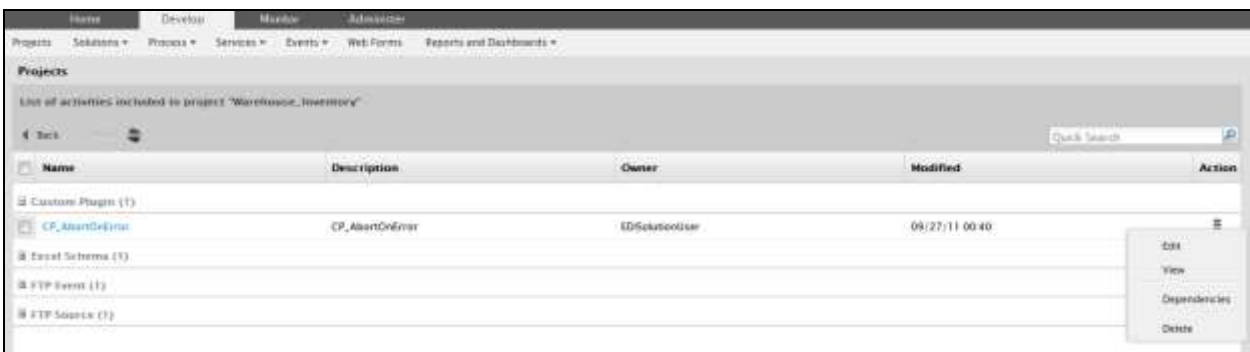 Home Develop Monitor Administer
Projects Solutions Process Services Events Web Forms Reports and Dashboards
Projects
List of activities included in project "Warehouse_Inventory"
Back Quick Search
Name Description Owner Modified Action
Custom Plugin (1)
CP_AbortOnError CP_AbortOnError EDSolutionUser 09/27/11 00:40
Edit
Excel Schema (1)
View
FTP Event (1)
Dependencies
FTP Source (1)
Delete